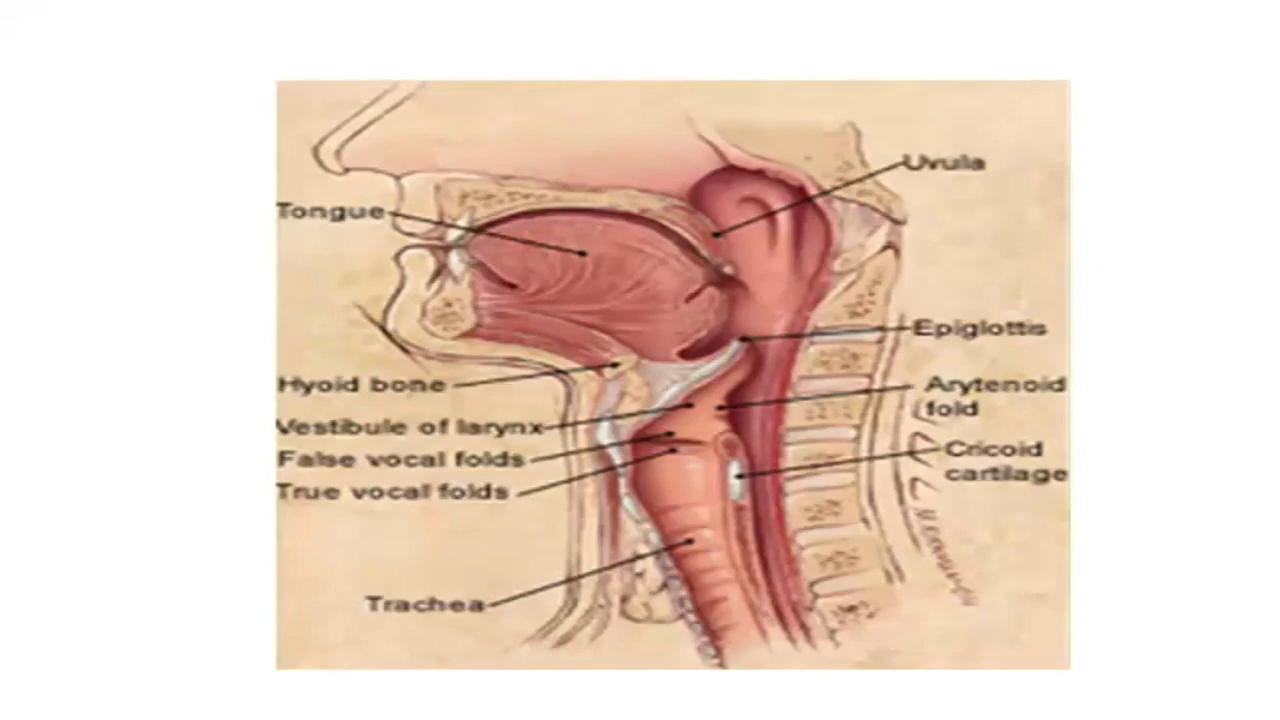 Uvula
Tongue
Epiglottis
Hyoid bone
Arytenoid
fold
Vestibule of larynx
False vocal folds
Cricoid
cartilage
True vocal folds
Trachea